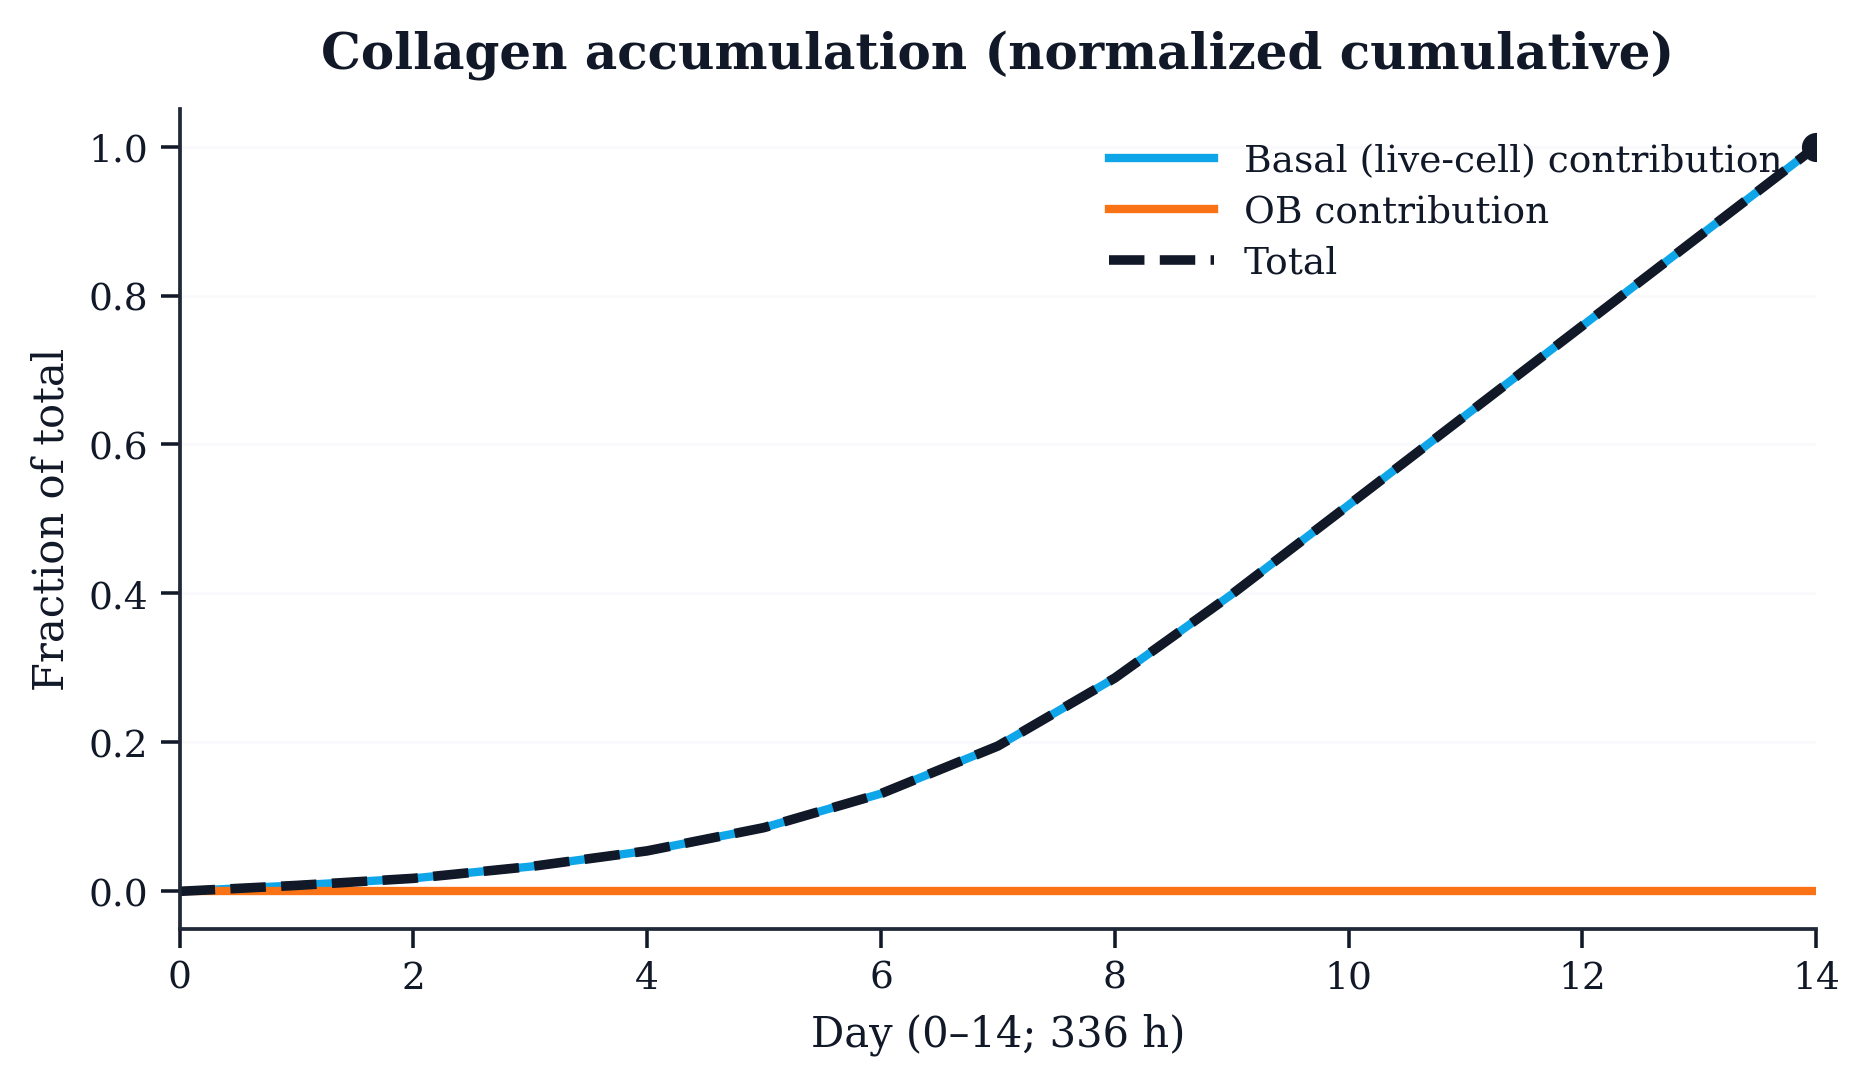 Collagen accumulation (normalized cumulative)
Basal (live-cell) contribution
OB contribution
Total
Fraction of total
1.0
0.8
0.6
0.4
0.2
0.0
0 2 4 6 8 10 12 14
Day (0–14; 336 h)